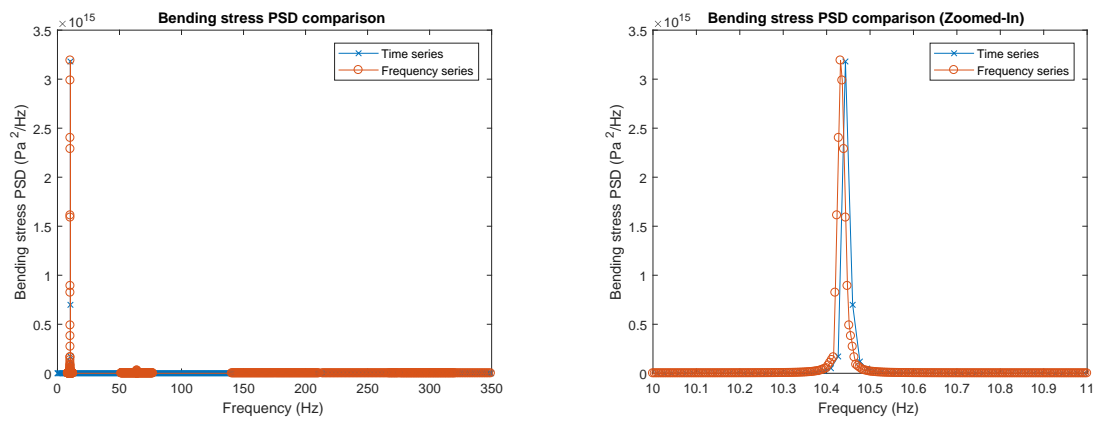 Bending stress PSD comparison
×10^15
Bending stress PSD (Pa ^2/Hz)
3.5
3
2.5
2
1.5
1
0.5
0
0 50 100 150 200 250 300 350
Frequency (Hz)
Time series
Frequency series
Bending stress PSD comparison (Zoomed-In)
×10^15
Bending stress PSD (Pa ^2/Hz)
3.5
3
2.5
2
1.5
1
0.5
0
10 10.1 10.2 10.3 10.4 10.5 10.6 10.7 10.8 10.9 11
Frequency (Hz)
Time series
Frequency series